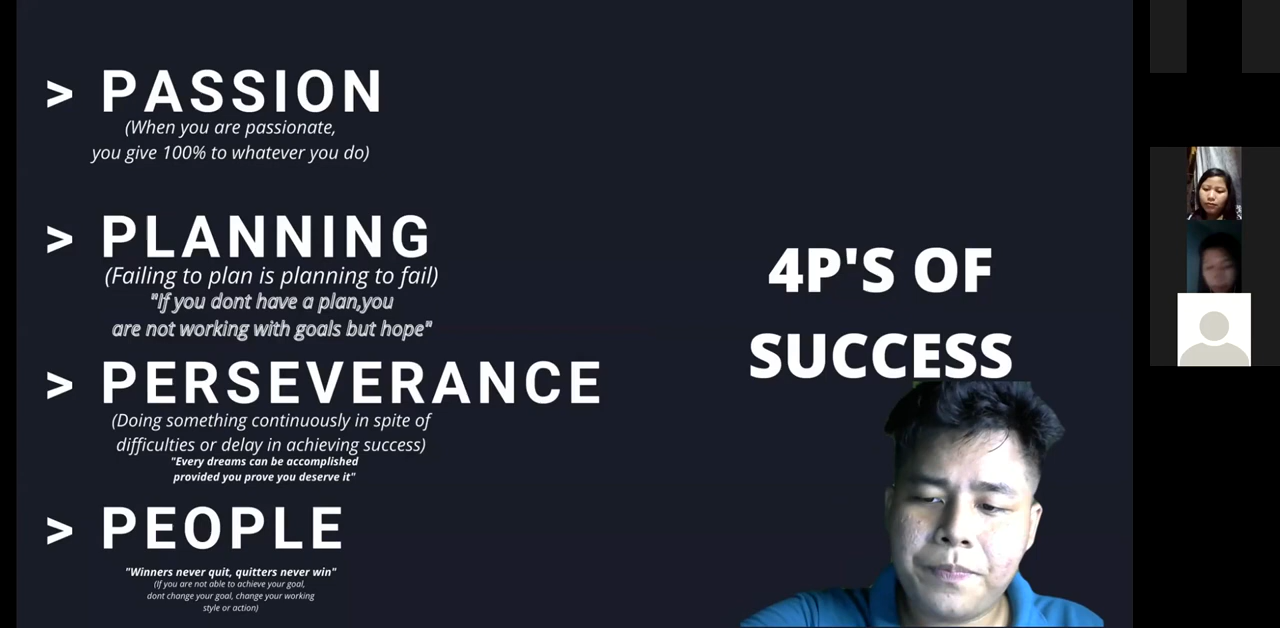 > PASSION
(When you are passionate,
you give 100% to whatever you do)
> PLANNING
(Failing to plan is planning to fail)
"If you dont have a plan,you
are not working with goals but hope"
> PERSEVERANCE
(Doing something continuously in spite of
difficulties or delay in achieving success)
"Every dreams can be accomplished
provided you prove you deserve it"
> PEOPLE
"Winners never quit, quitters never win"
(If you are not able to achieve your goal,
dont change your goal, change your working
style or action)
4P'S OF
SUCCESS